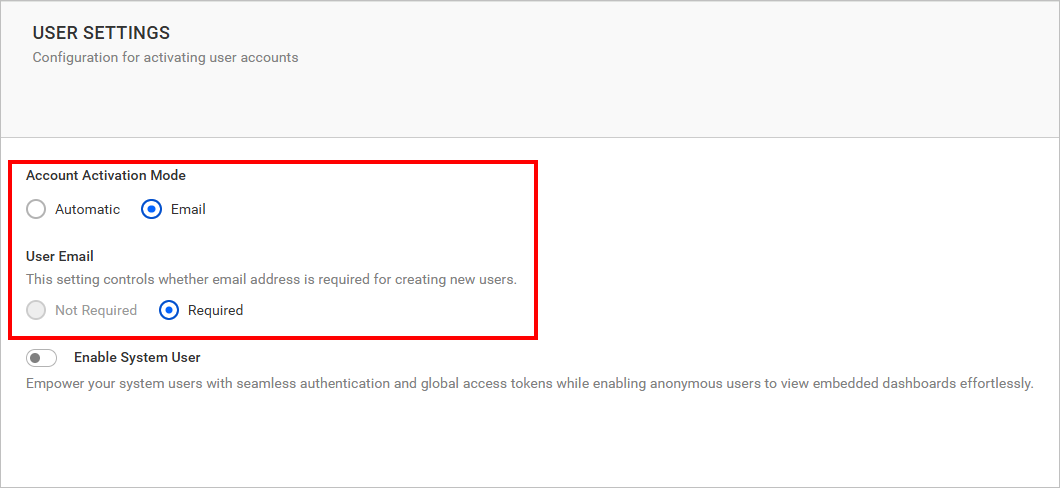 USER SETTINGS
Configuration for activating user accounts
Account Activation Mode
Automatic Email
User Email
This setting controls whether email address is required for creating new users.
Not Required Required
Enable System User
Empower your system users with seamless authentication and global access tokens while enabling anonymous users to view embedded dashboards effortlessly.